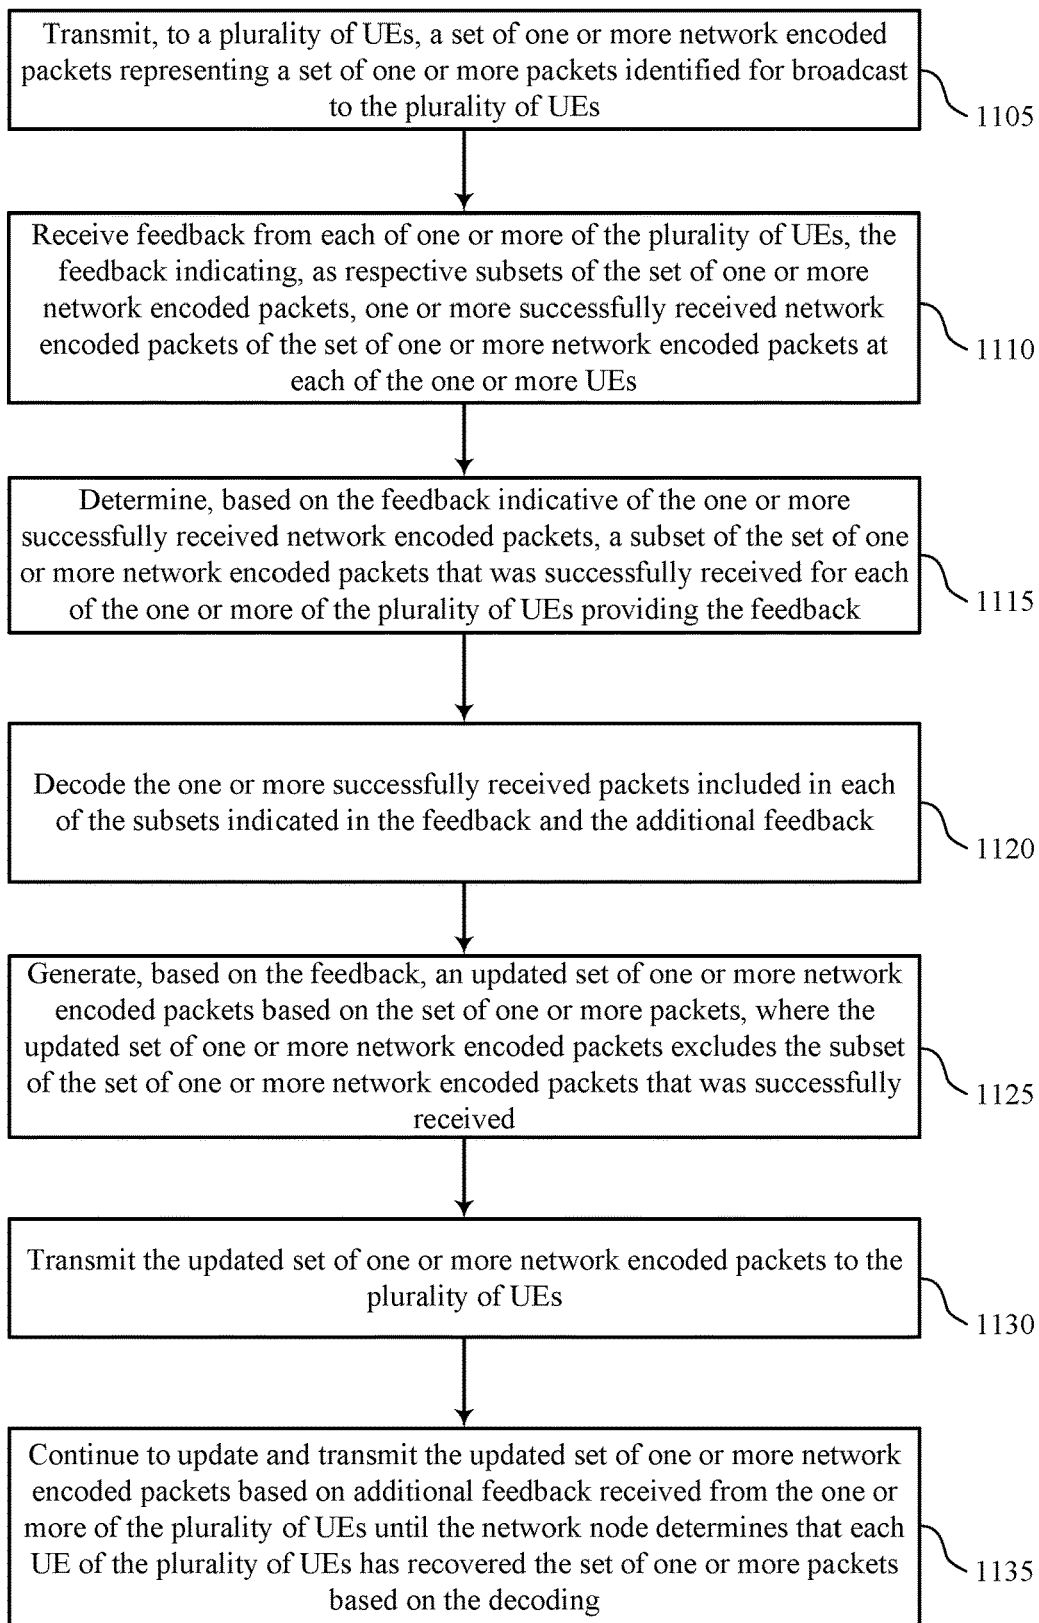 Transmit, to a plurality of UEs, a set of one or more network encoded
packets representing a set of one or more packets identified for broadcast
to the plurality of UEs
1105
Receive feedback from each of one or more of the plurality of UEs, the
feedback indicating, as respective subsets of the set of one or more
network encoded packets, one or more successfully received network
encoded packets of the set of one or more network encoded packets at
each of the one or more UEs
1110
Determine, based on the feedback indicative of the one or more
successfully received network encoded packets, a subset of the set of one
or more network encoded packets that was successfully received for each
of the one or more of the plurality of UEs providing the feedback
1115
Decode the one or more successfully received packets included in each
of the subsets indicated in the feedback and the additional feedback
1120
Generate, based on the feedback, an updated set of one or more network
encoded packets based on the set of one or more packets, where the
updated set of one or more network encoded packets excludes the subset
of the set of one or more network encoded packets that was successfully
received
1125
Transmit the updated set of one or more network encoded packets to the
plurality of UEs
1130
Continue to update and transmit the updated set of one or more network
encoded packets based on additional feedback received from the one or
more of the plurality of UEs until the network node determines that each
UE of the plurality of UEs has recovered the set of one or more packets
based on the decoding
1135